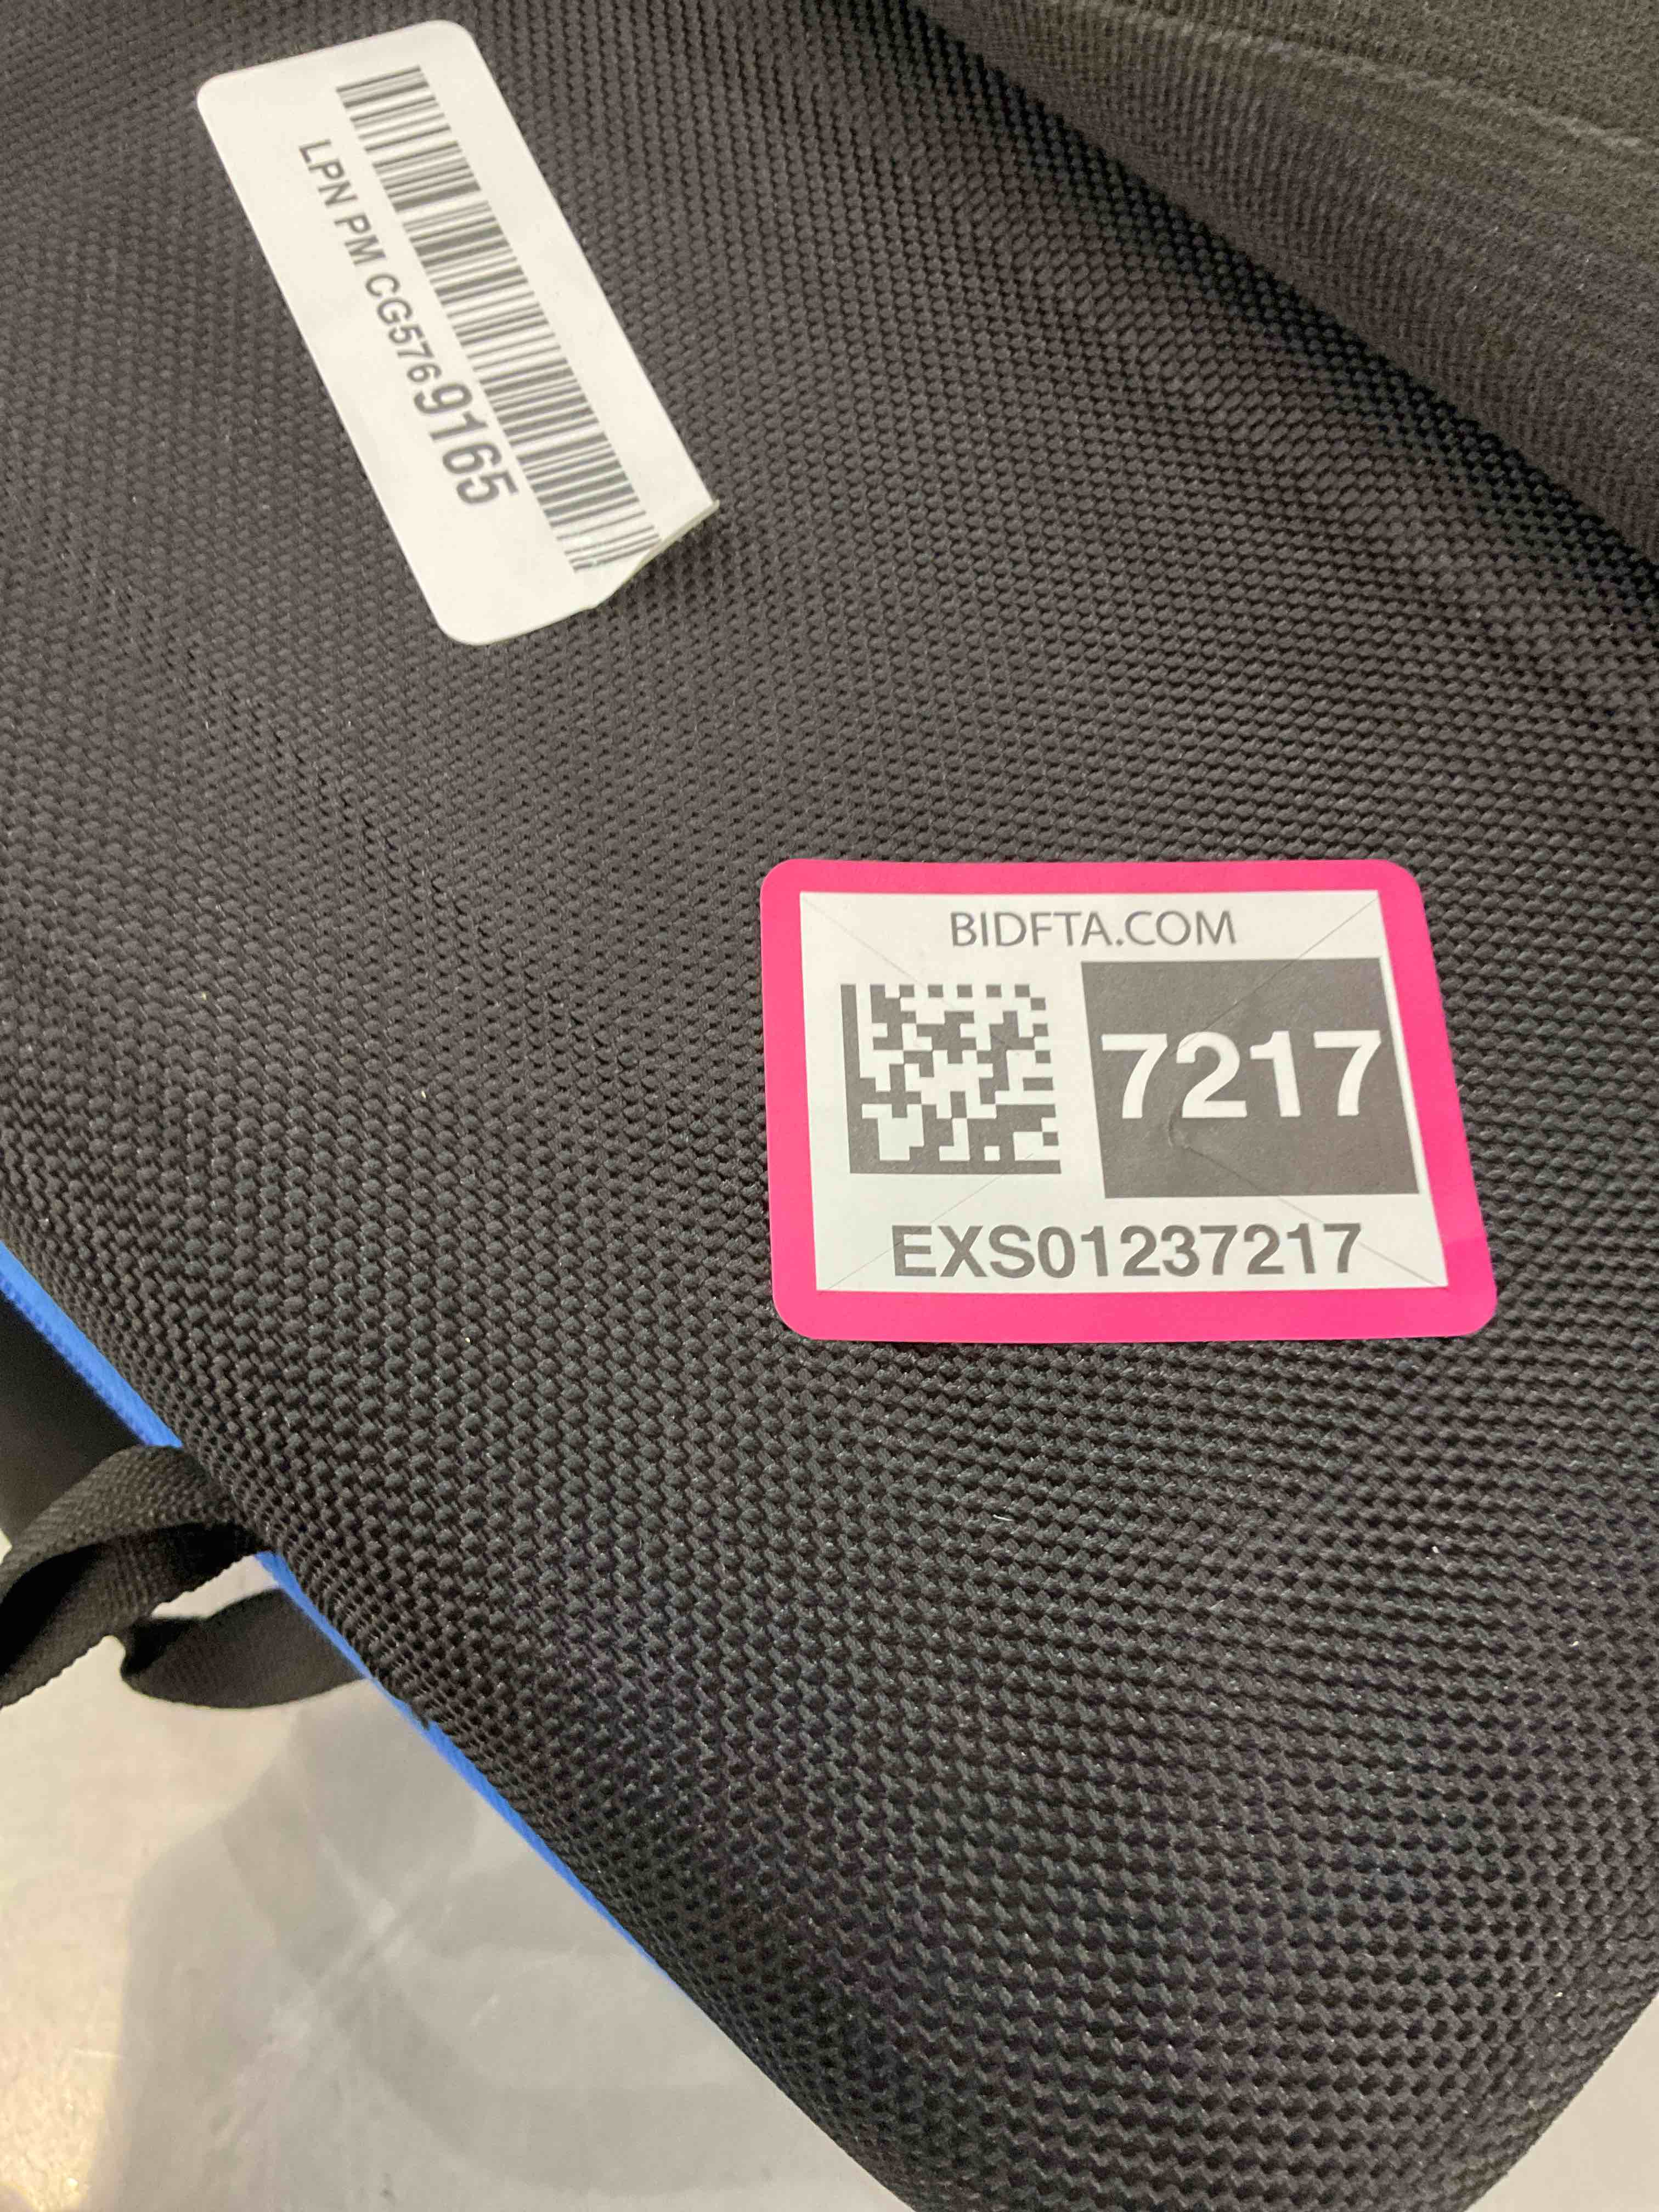 LPN PM CG5769165
BIDFTA.COM
7217
EXS01237217